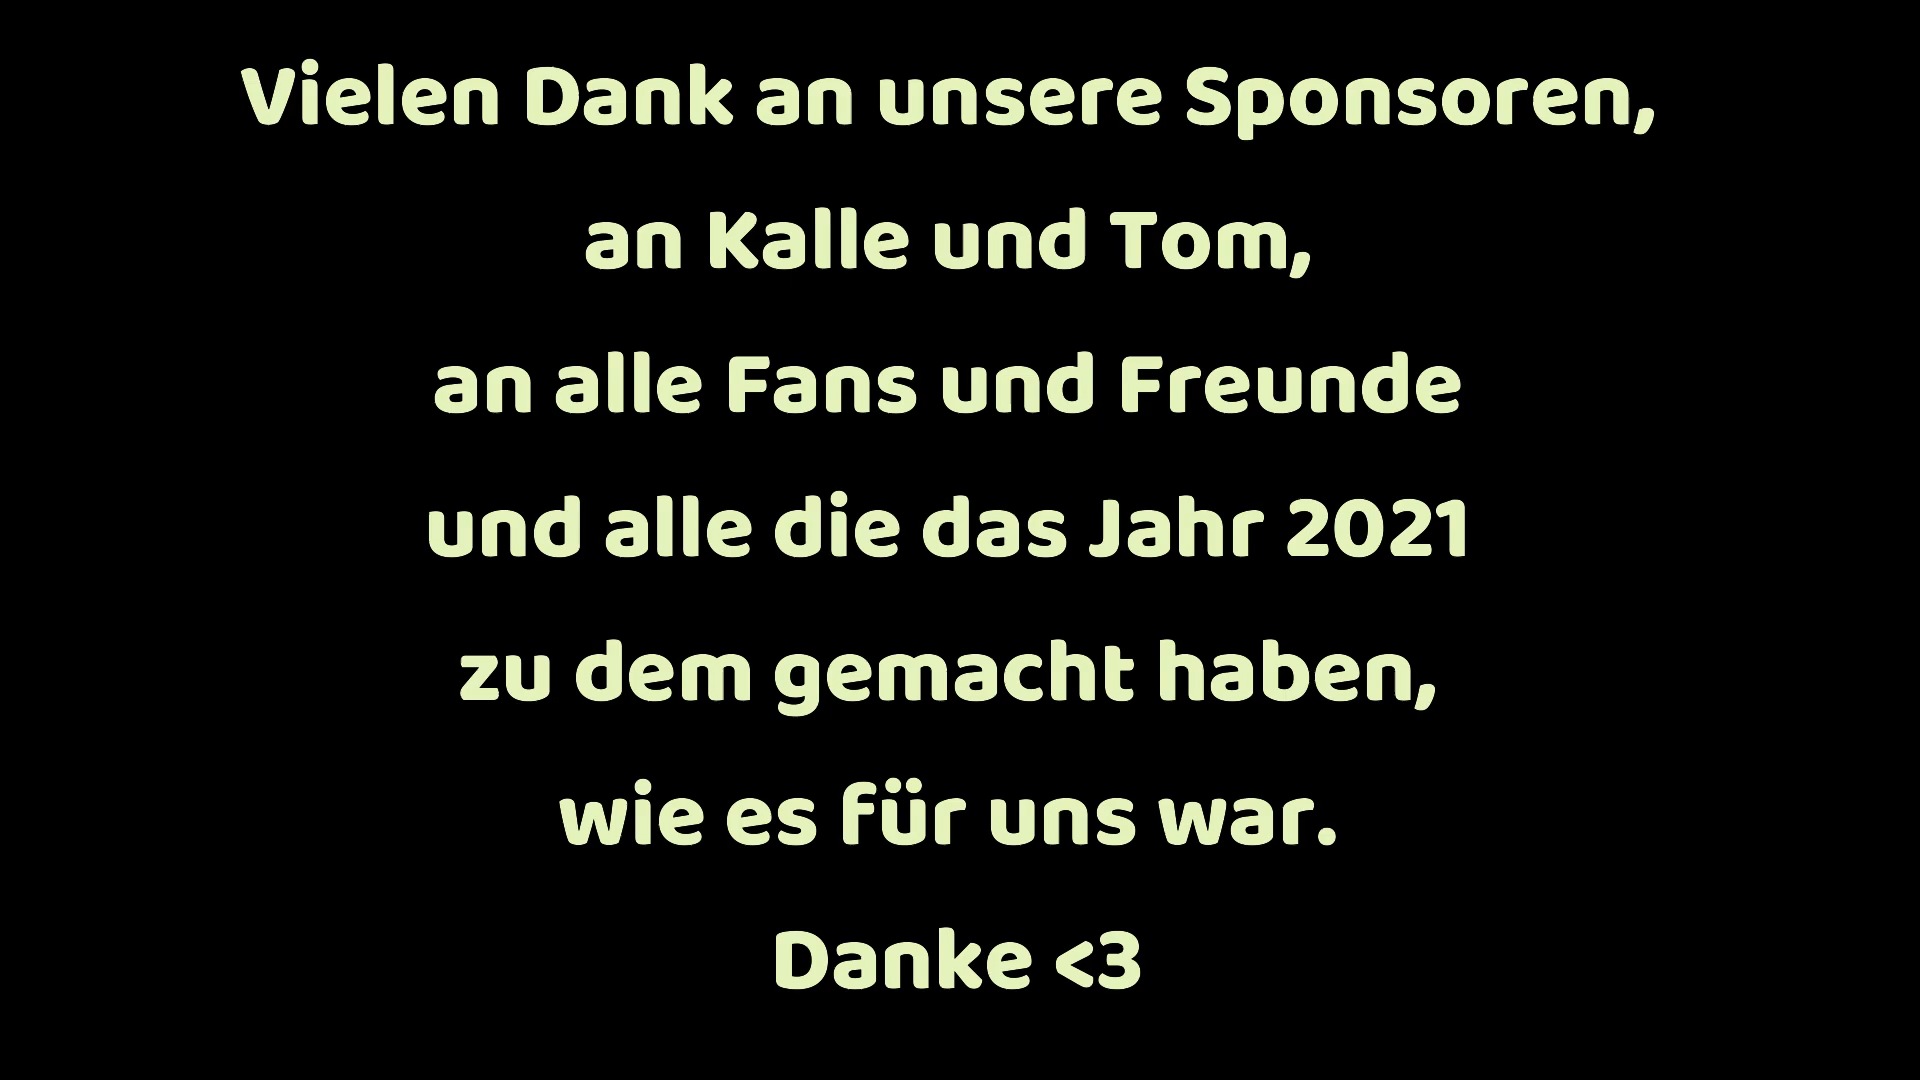 Vielen Dank an unsere Sponsoren,
an Kalle und Tom,
an alle Fans und Freunde
und alle die das Jahr 2021
zu dem gemacht haben,
wie es für uns war.
Danke <3